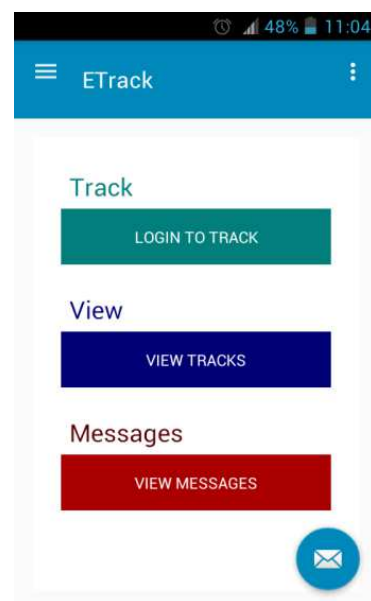 48% 11:04
ETrack
Track
LOGIN TO TRACK
View
VIEW TRACKS
Messages
VIEW MESSAGES